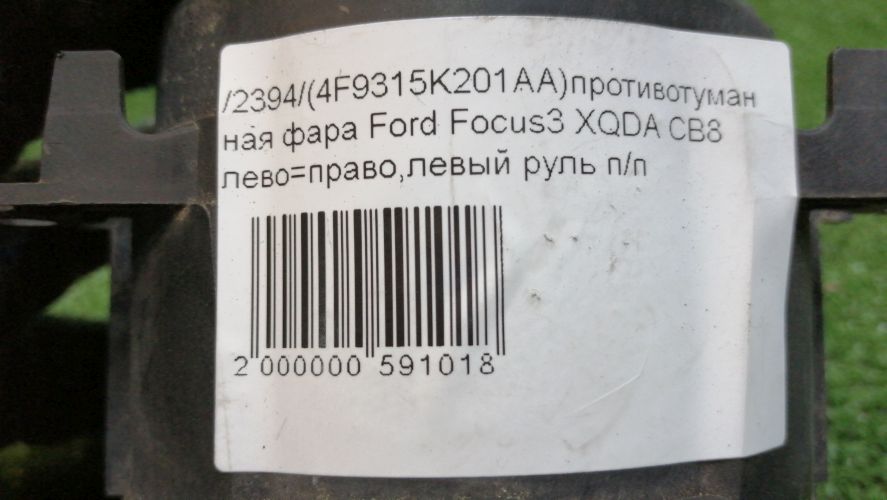 /2394/(4F9315K201AA)противотуман
ная фара Ford Focus3 XQDA CB8
лево=право,левый руль п/п
2 000000 591018